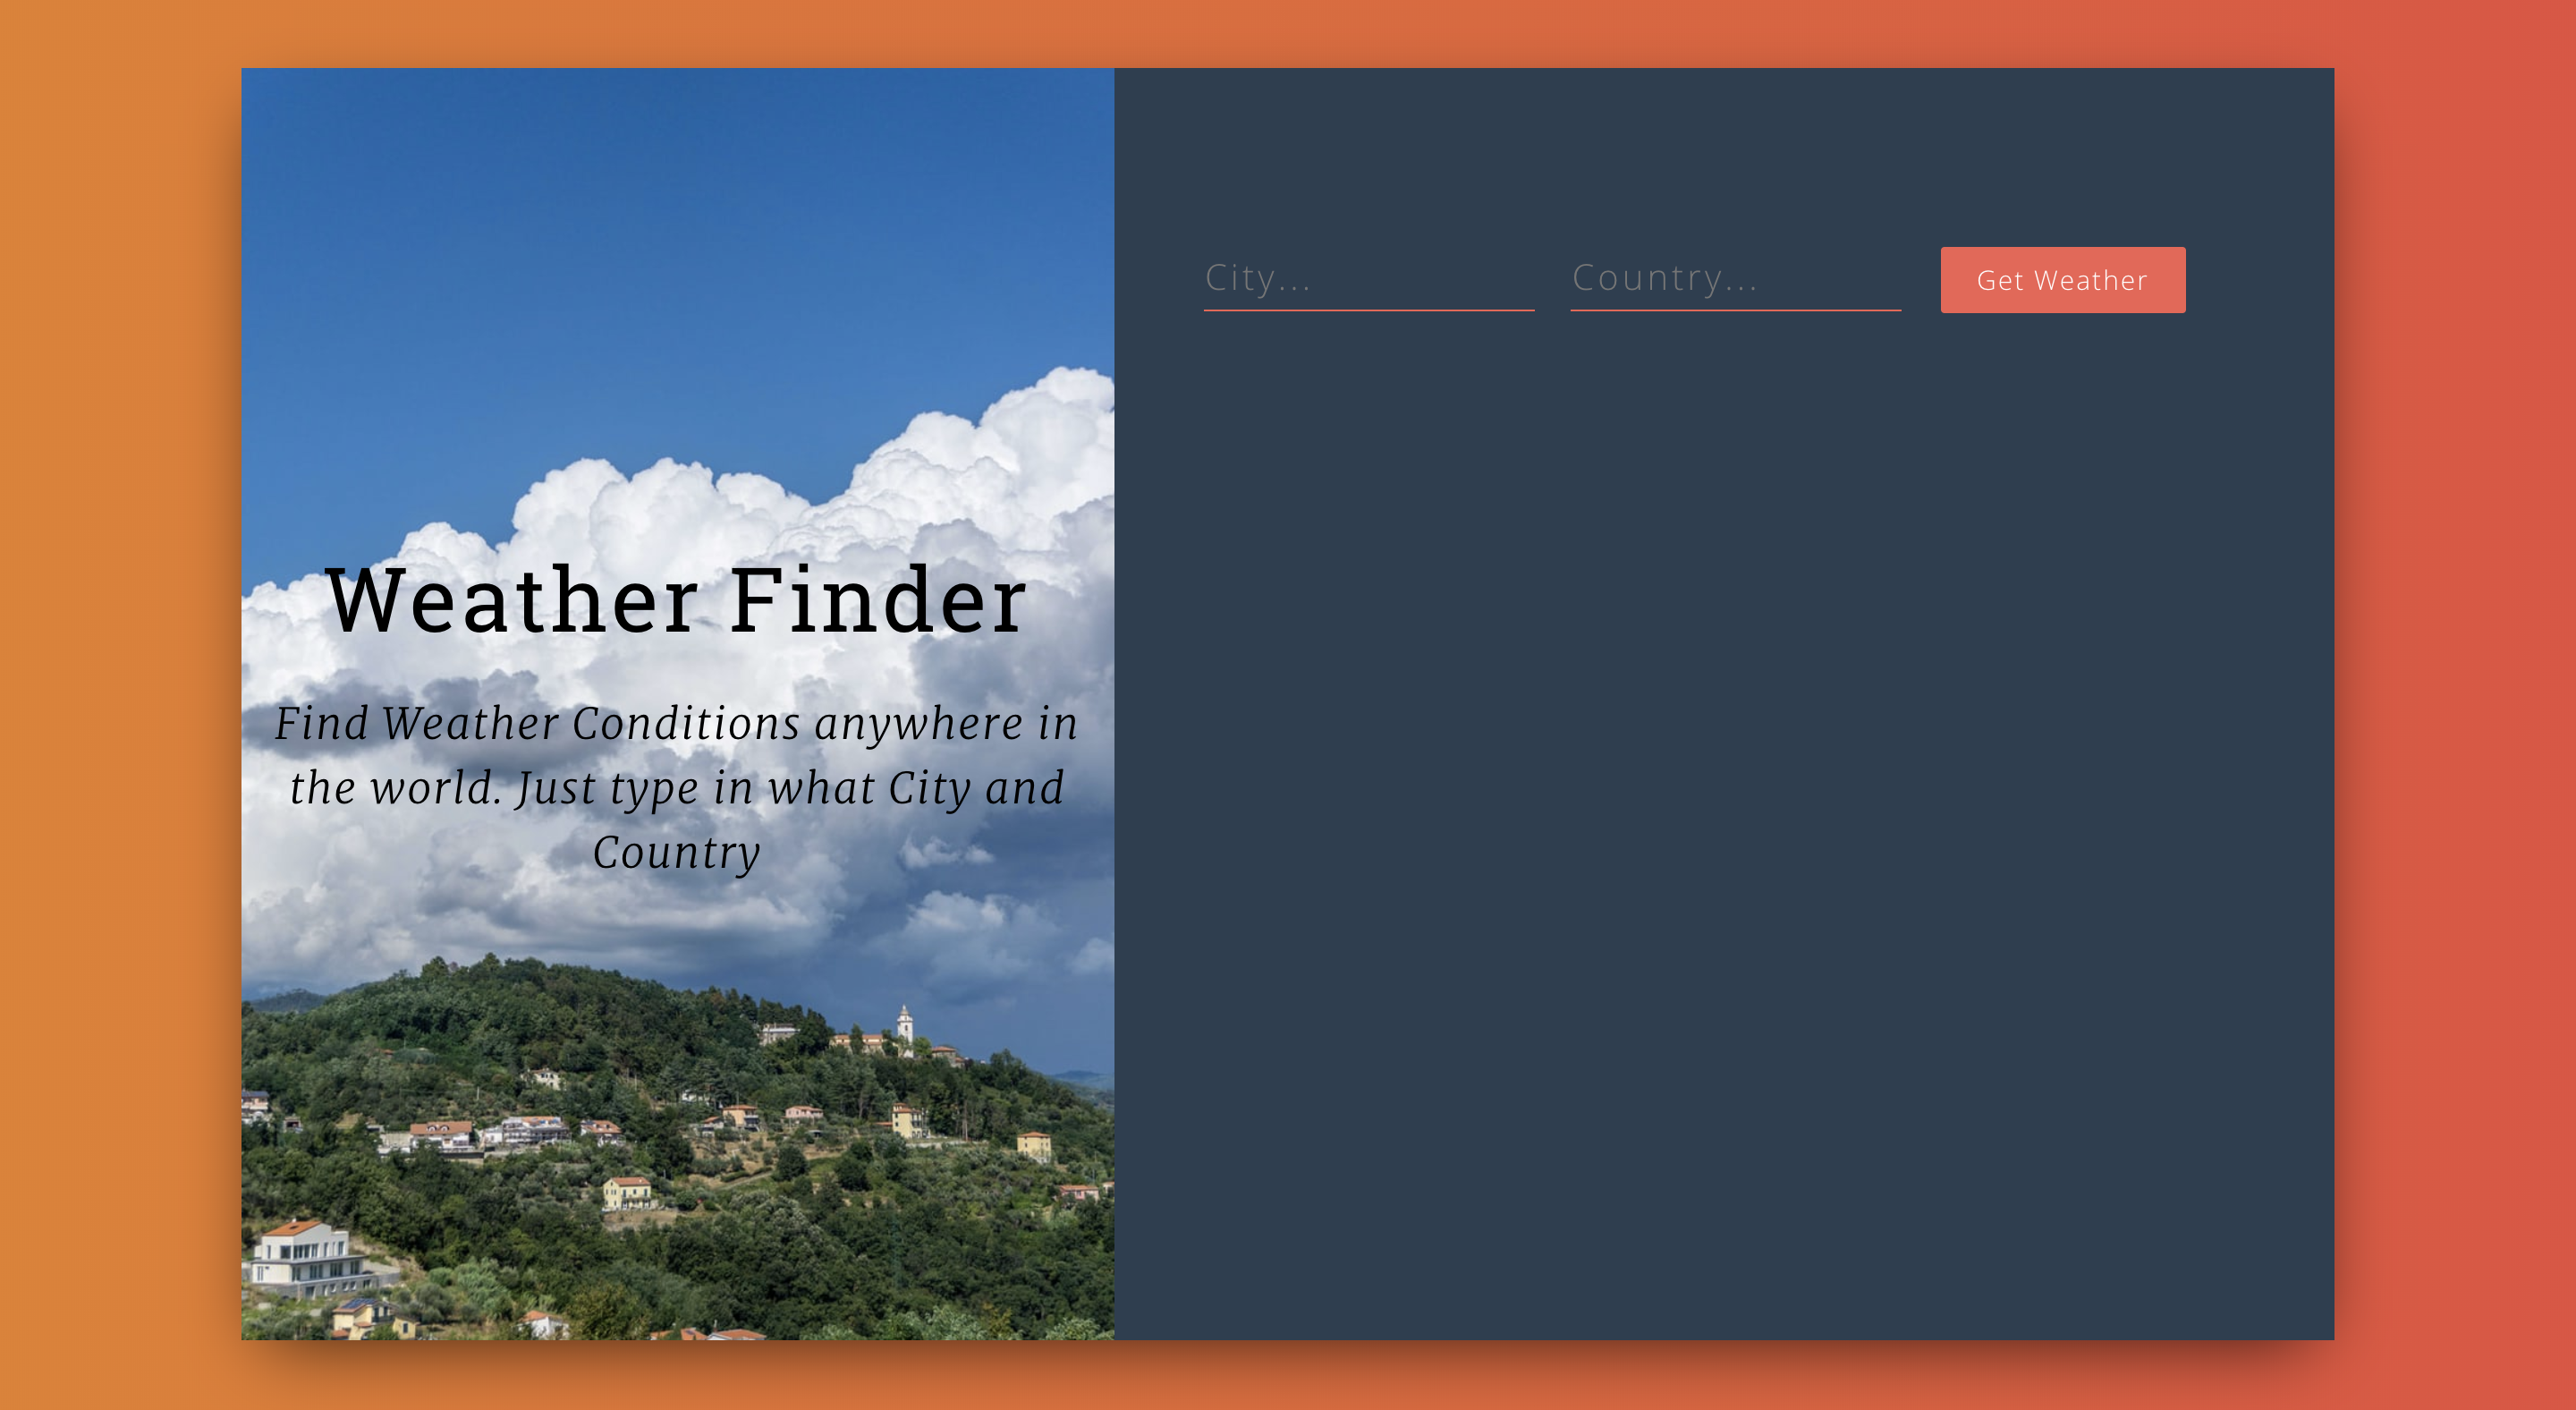 Weather Finder
Find Weather Conditions anywhere in
the world. Just type in what City and
Country
City...
Country...
Get Weather